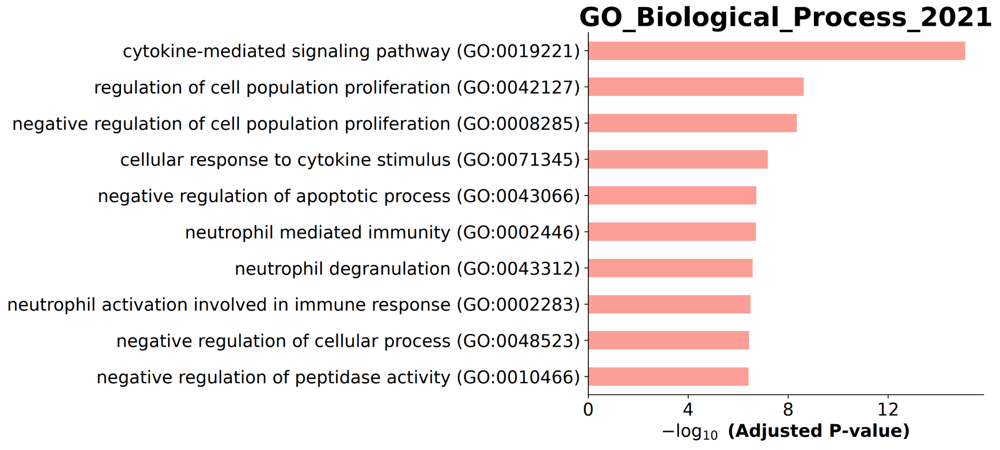 GO_Biological_Process_2021
cytokine-mediated signaling pathway (GO:0019221)
regulation of cell population proliferation (GO:0042127)
negative regulation of cell population proliferation (GO:0008285)
cellular response to cytokine stimulus (GO:0071345)
negative regulation of apoptotic process (GO:0043066)
neutrophil mediated immunity (GO:0002446)
neutrophil degranulation (GO:0043312)
neutrophil activation involved in immune response (GO:0002283)
negative regulation of cellular process (GO:0048523)
negative regulation of peptidase activity (GO:0010466)
0 4 8 12
−log₁₀ (Adjusted P-value)